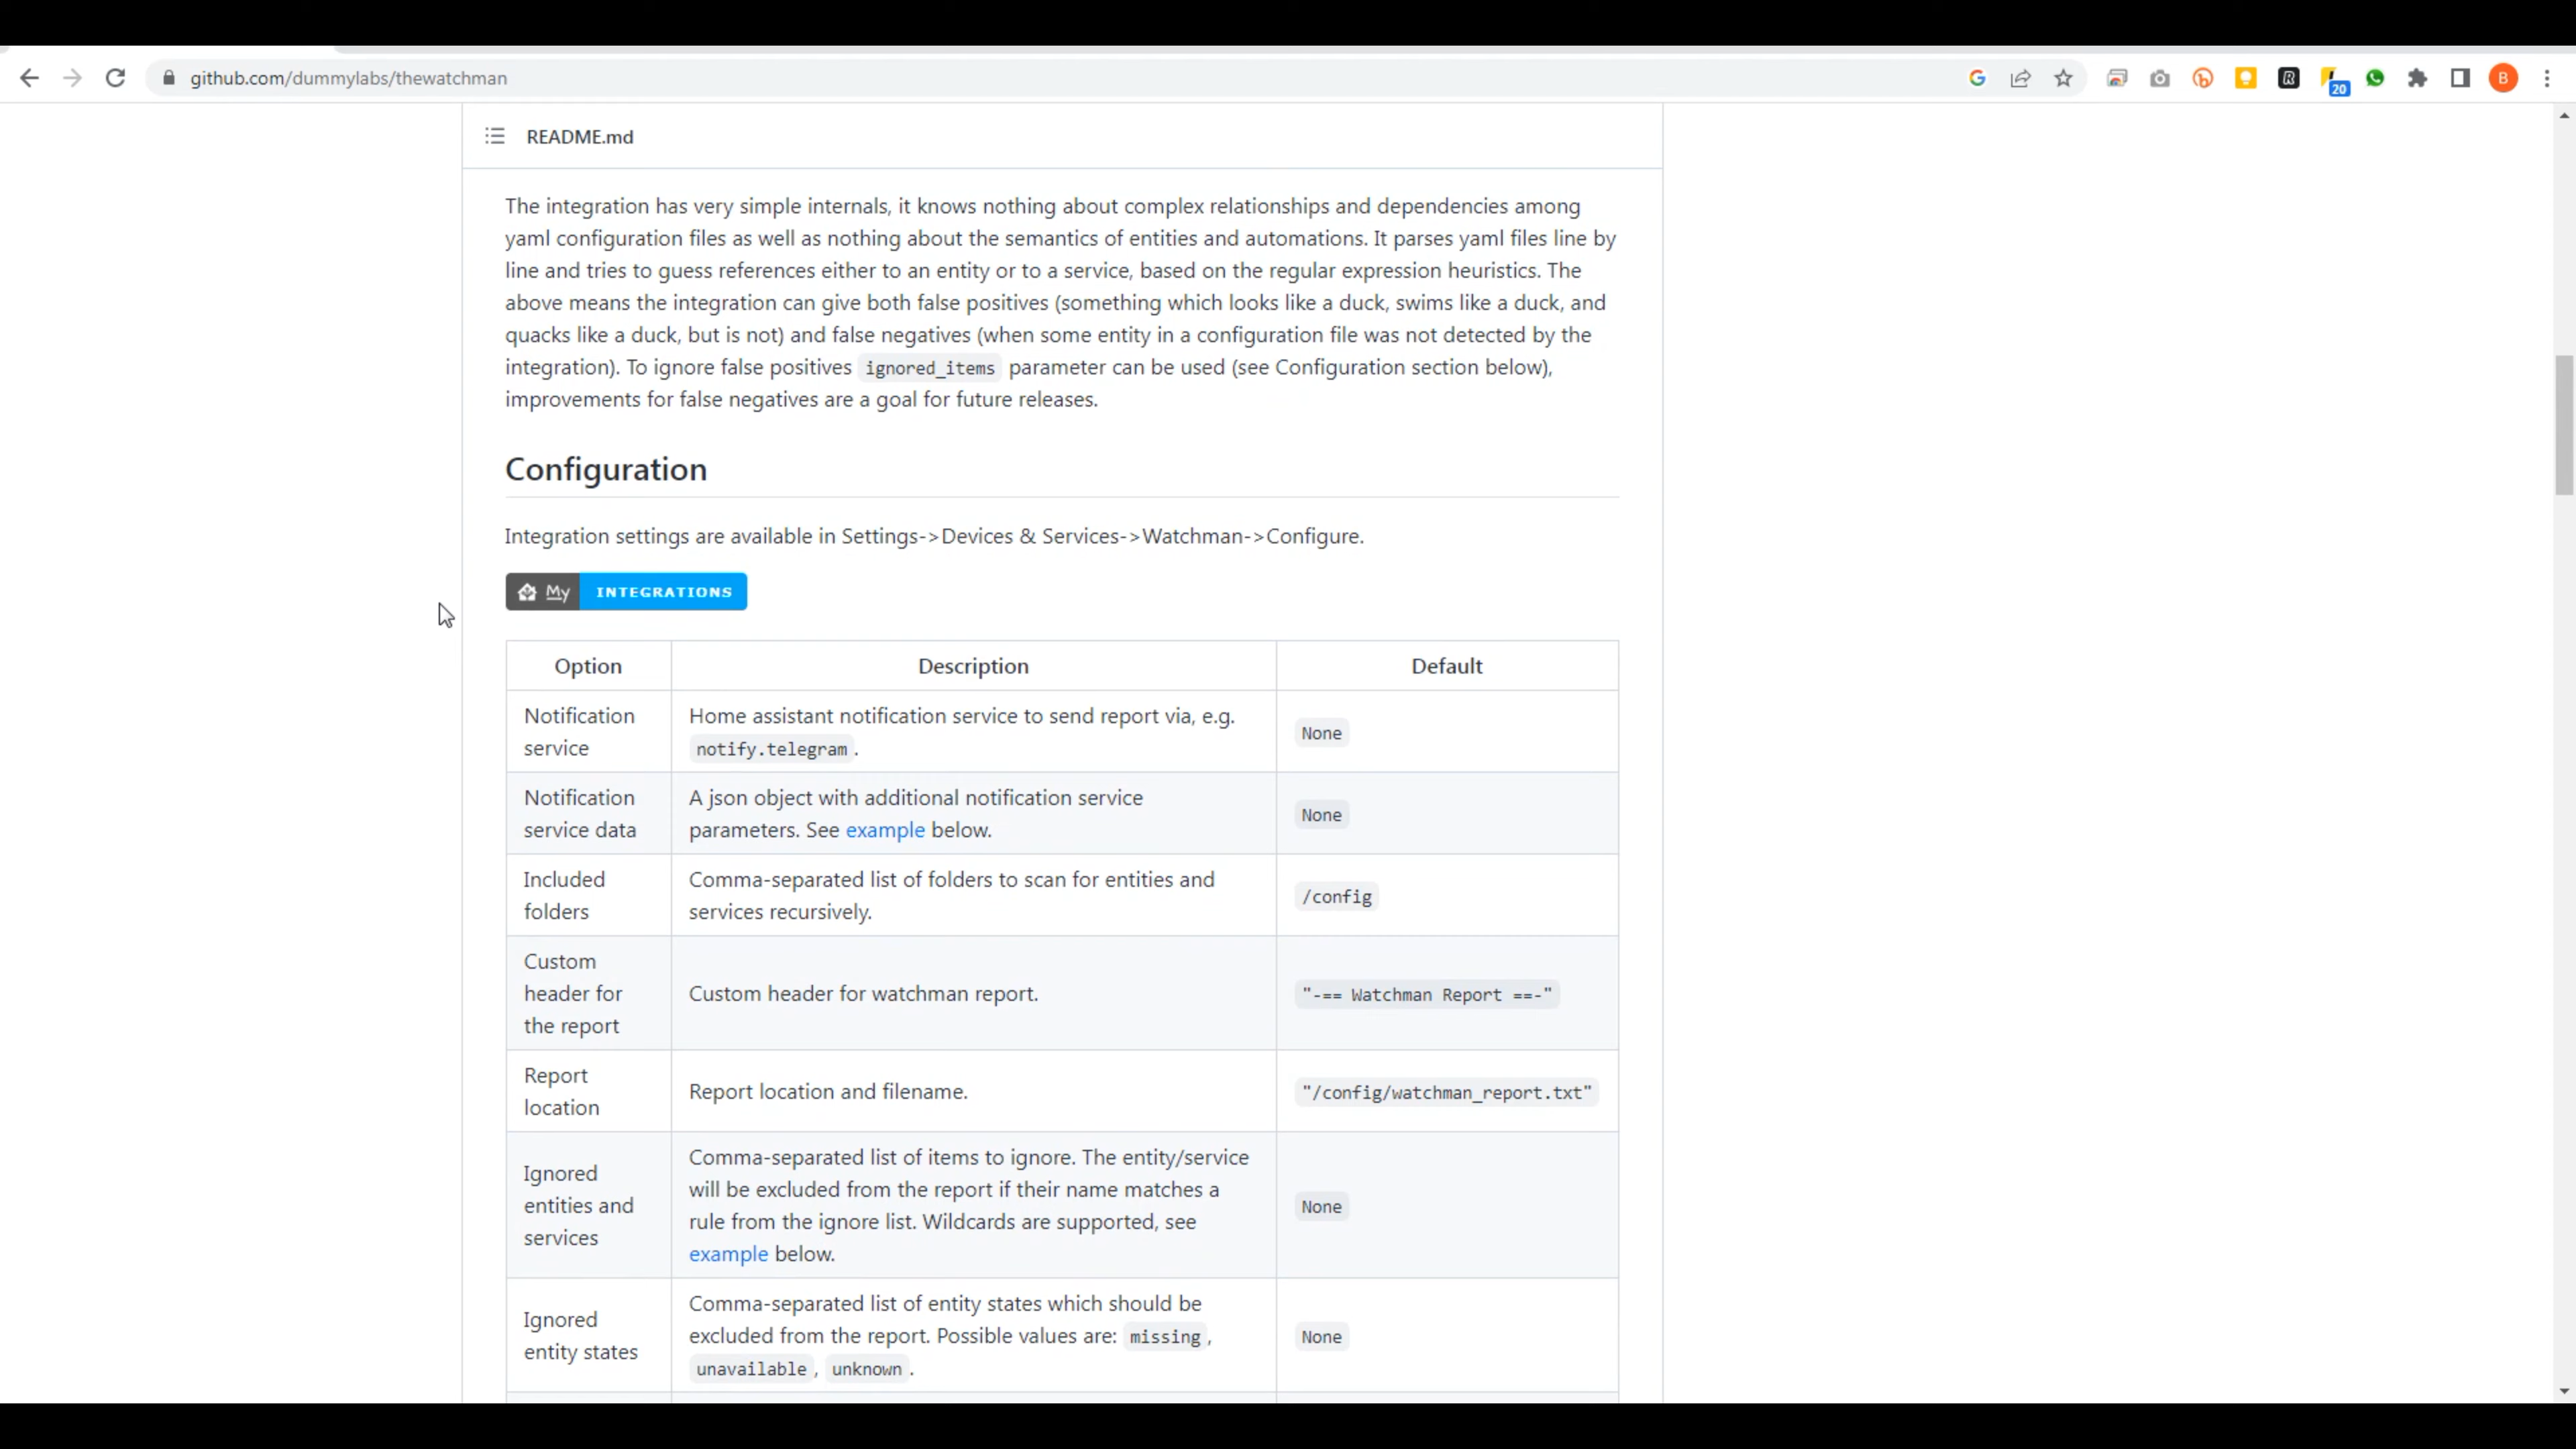 github.com/dummylabs/thewatchman
20
B
README.md
The integration has very simple internals, it knows nothing about complex relationships and dependencies among
yaml configuration files as well as nothing about the semantics of entities and automations. It parses yaml files line by
line and tries to guess references either to an entity or to a service, based on the regular expression heuristics. The
above means the integration can give both false positives (something which looks like a duck, swims like a duck, and
quacks like a duck, but is not) and false negatives (when some entity in a configuration file was not detected by the
integration). To ignore false positives ignored_items parameter can be used (see Configuration section below),
improvements for false negatives are a goal for future releases.
Configuration
Integration settings are available in Settings->Devices & Services->Watchman->Configure.
My INTEGRATIONS
Option Description Default
Notification
service
Home assistant notification service to send report via, e.g.
notify.telegram .
None
Notification
service data
A json object with additional notification service
parameters. See example below.
None
Included
folders
Comma-separated list of folders to scan for entities and
services recursively.
/config
Custom
header for
the report
Custom header for watchman report.
"-== Watchman Report ==-"
Report
location
Report location and filename.
"/config/watchman_report.txt"
Ignored
entities and
services
Comma-separated list of items to ignore. The entity/service
will be excluded from the report if their name matches a
rule from the ignore list. Wildcards are supported, see
example below.
None
Ignored
entity states
Comma-separated list of entity states which should be
excluded from the report. Possible values are: missing ,
unavailable , unknown .
None